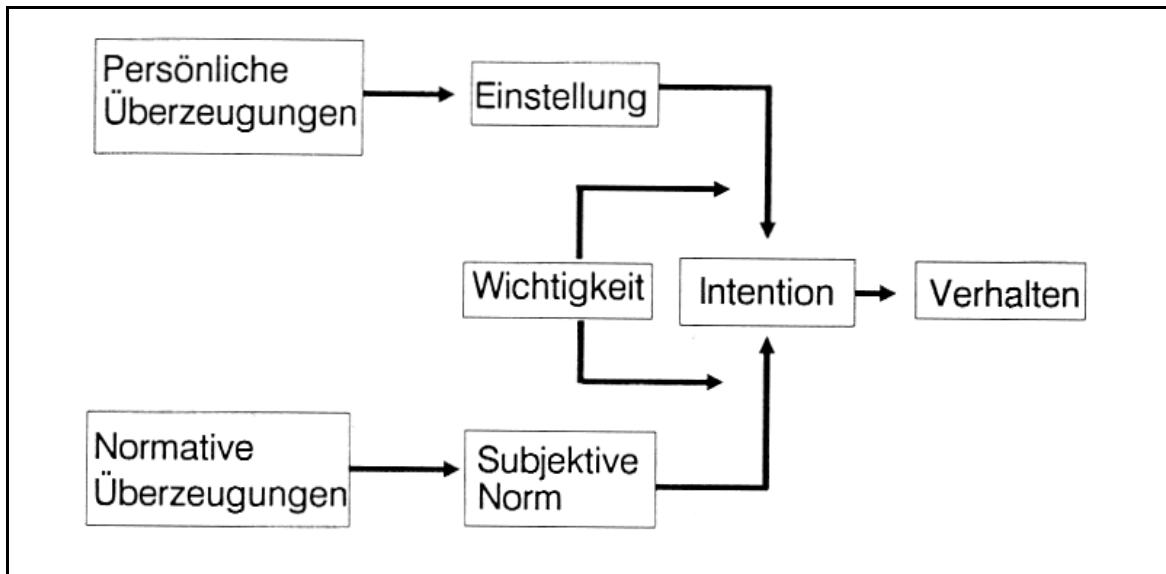 Persönliche
Überzeugungen
Einstellung
Wichtigkeit
Intention
Verhalten
Normative
Überzeugungen
Subjektive
Norm